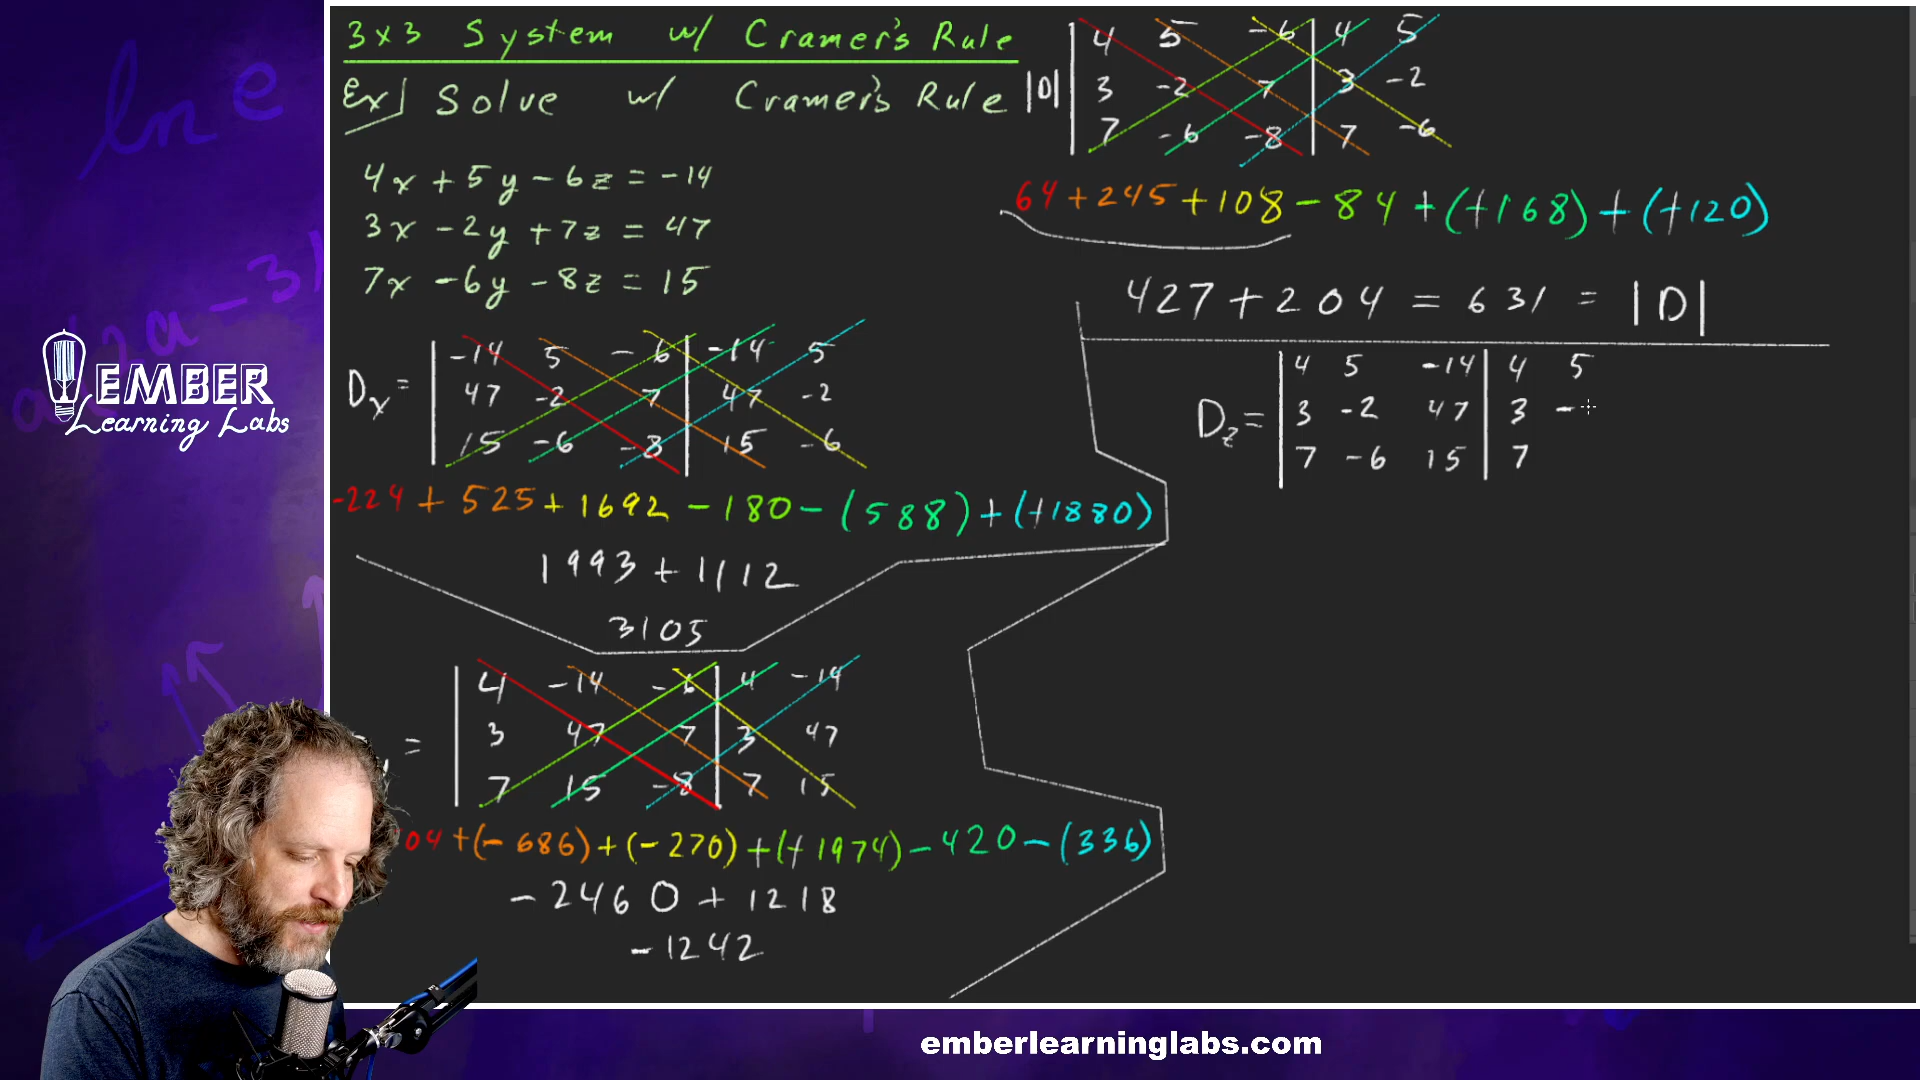 3x3 System w/ Cramer's Rule
Ex] Solve w/ Cramer's Rule
4x + 5y - 6z = -14
3x - 2y + 7z = 47
7x - 6y - 8z = 15
Dx = | -14 5 -6 | -14 5
47 -2 7 | 47 -2
15 -6 -8 | 15 -6
-224 + 525 + 1692 - 180 - (588) + (+1880)
1993 + 1112
3105
= | 4 -14 -6 | 4 -14
3 47 7 | 3 47
7 15 -8 | 7 15
04 + (-686) + (-270) + (+1974) - 420 - (336)
-2460 + 1218
-1242
|D| | 4 5 -6 | 4 5
3 -2 7 | 3 -2
7 -6 -8 | 7 -6
64 + 245 + 108 - 84 + (+168) + (+120)
427 + 204 = 631 = |D|
Dz = | 4 5 -14 | 4 5
3 -2 47 | 3 -
7 -6 15 | 7
ln e
EMBER
Learning Labs
emberlearninglabs.com